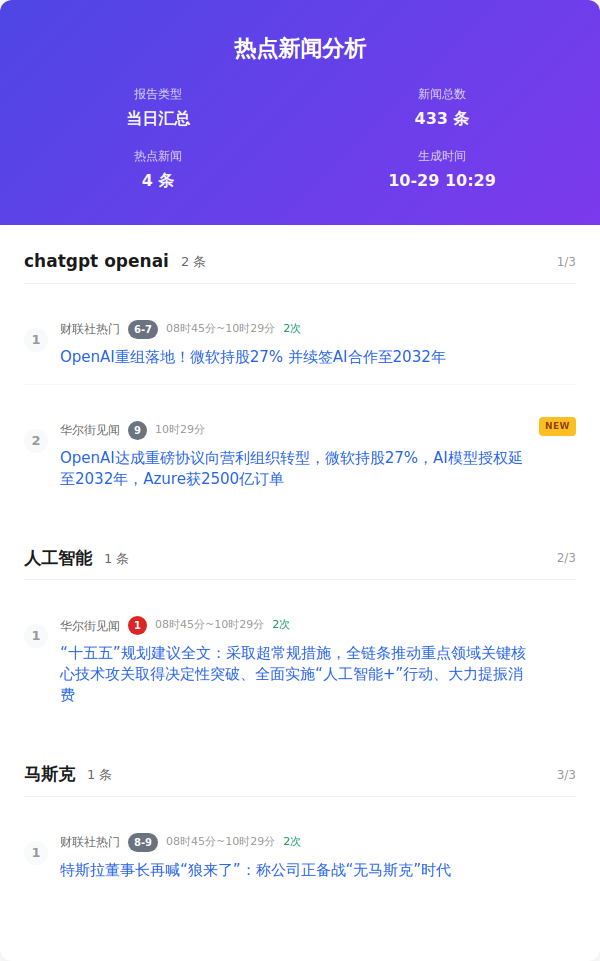 热点新闻分析
报告类型
当日汇总
新闻总数
433 条
热点新闻
4 条
生成时间
10-29 10:29
chatgpt openai 2 条 1/3
1 财联社热门 6-7 08时45分~10时29分 2次
OpenAI重组落地！微软持股27% 并续签AI合作至2032年
2 华尔街见闻 9 10时29分 NEW
OpenAI达成重磅协议向营利组织转型，微软持股27%，AI模型授权延
至2032年，Azure获2500亿订单
人工智能 1 条 2/3
1 华尔街见闻 1 08时45分~10时29分 2次
“十五五”规划建议全文：采取超常规措施，全链条推动重点领域关键核
心技术攻关取得决定性突破、全面实施“人工智能+”行动、大力提振消
费
马斯克 1 条 3/3
1 财联社热门 8-9 08时45分~10时29分 2次
特斯拉董事长再喊“狼来了”：称公司正备战“无马斯克”时代